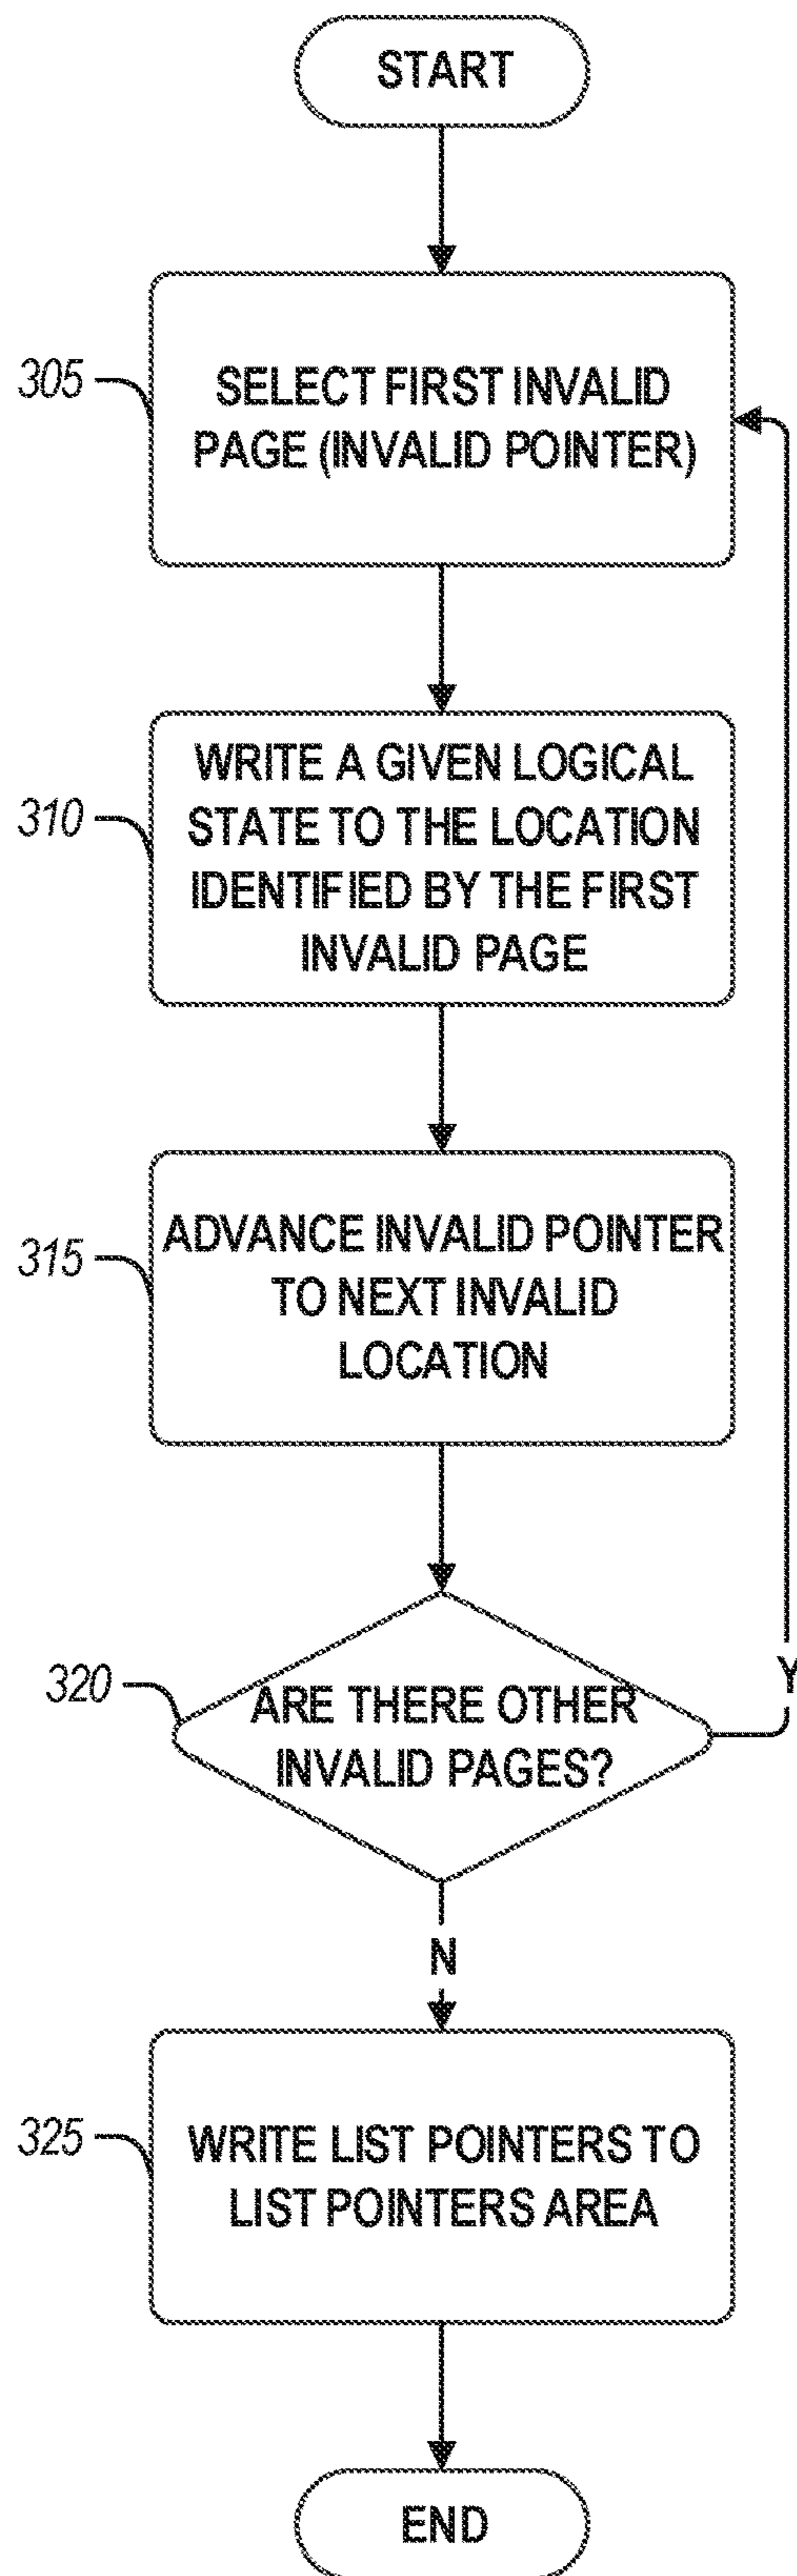 START
305
SELECT FIRST INVALID
PAGE (INVALID POINTER)
310
WRITE A GIVEN LOGICAL
STATE TO THE LOCATION
IDENTIFIED BY THE FIRST
INVALID PAGE
315
ADVANCE INVALID POINTER
TO NEXT INVALID
LOCATION
320
ARE THERE OTHER
INVALID PAGES?
Y
N
325
WRITE LIST POINTERS TO
LIST POINTERS AREA
END